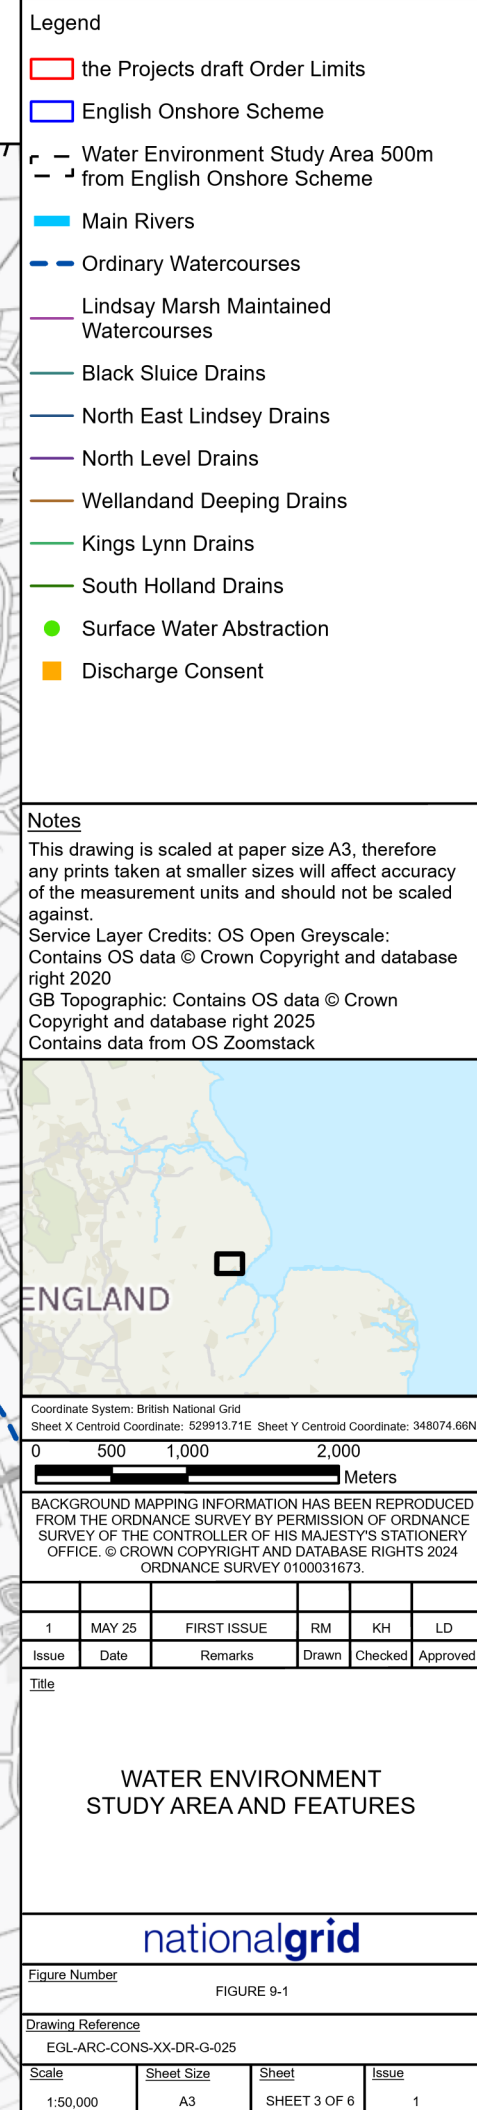 Legend
the Projects draft Order Limits
English Onshore Scheme
Water Environment Study Area 500m
from English Onshore Scheme
Main Rivers
Ordinary Watercourses
Lindsay Marsh Maintained
Watercourses
Black Sluice Drains
North East Lindsey Drains
North Level Drains
Wellandand Deeping Drains
Kings Lynn Drains
South Holland Drains
Surface Water Abstraction
Discharge Consent
Notes
This drawing is scaled at paper size A3, therefore
any prints taken at smaller sizes will affect accuracy
of the measurement units and should not be scaled
against.
Service Layer Credits: OS Open Greyscale:
Contains OS data © Crown Copyright and database
right 2020
GB Topographic: Contains OS data © Crown
Copyright and database right 2025
Contains data from OS Zoomstack
ENGLAND
Coordinate System: British National Grid
Sheet X Centroid Coordinate: 529913.71E Sheet Y Centroid Coordinate: 348074.66N
0 500 1,000 2,000
Meters
BACKGROUND MAPPING INFORMATION HAS BEEN REPRODUCED
FROM THE ORDNANCE SURVEY BY PERMISSION OF ORDNANCE
SURVEY OF THE CONTROLLER OF HIS MAJESTY'S STATIONERY
OFFICE. © CROWN COPYRIGHT AND DATABASE RIGHTS 2024
ORDNANCE SURVEY 0100031673.
1 MAY 25 FIRST ISSUE RM KH LD
Issue Date Remarks Drawn Checked Approved
Title
WATER ENVIRONMENT
STUDY AREA AND FEATURES
nationalgrid
Figure Number
FIGURE 9-1
Drawing Reference
EGL-ARC-CONS-XX-DR-G-025
Scale Sheet Size Sheet Issue
1:50,000 A3 SHEET 3 OF 6 1